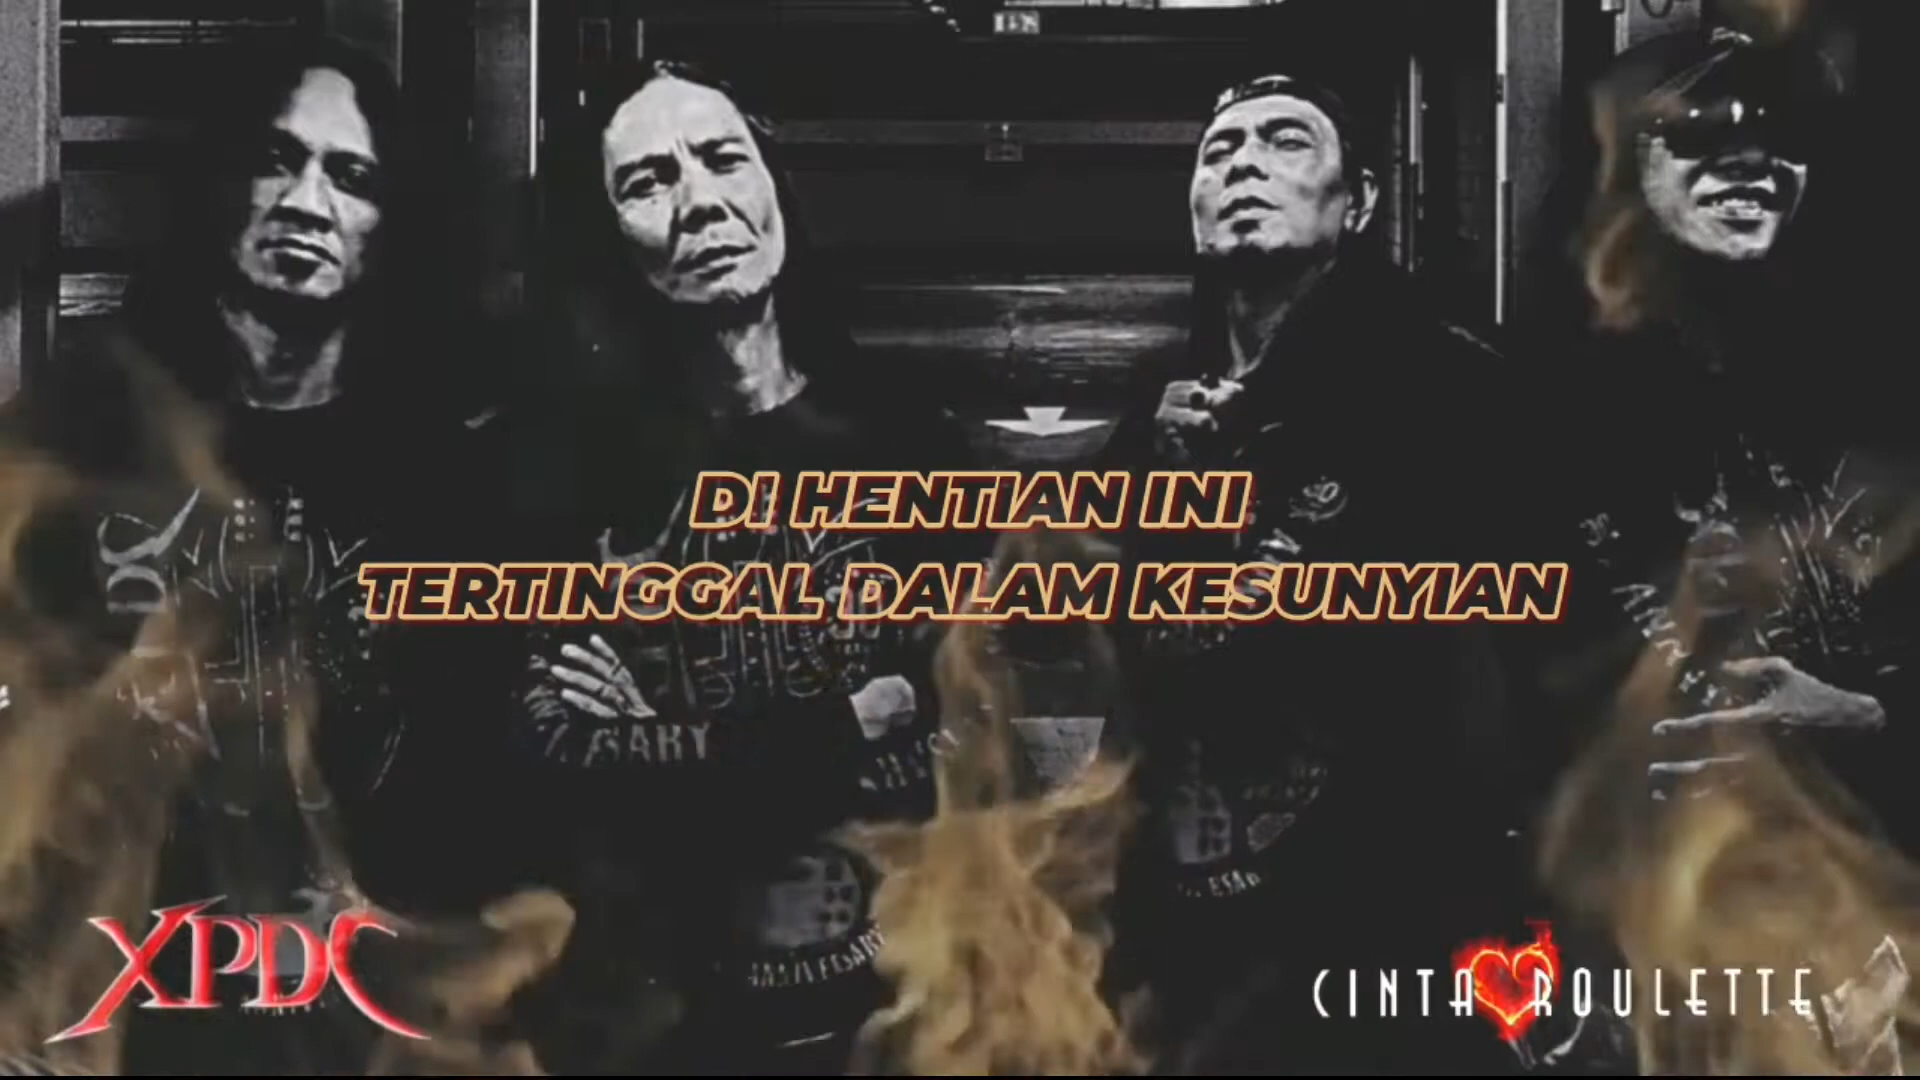 DI HENTIAN INI
TERTINGGAL DALAM KESUNYIAN
XPDC
CINTA ROULETTE